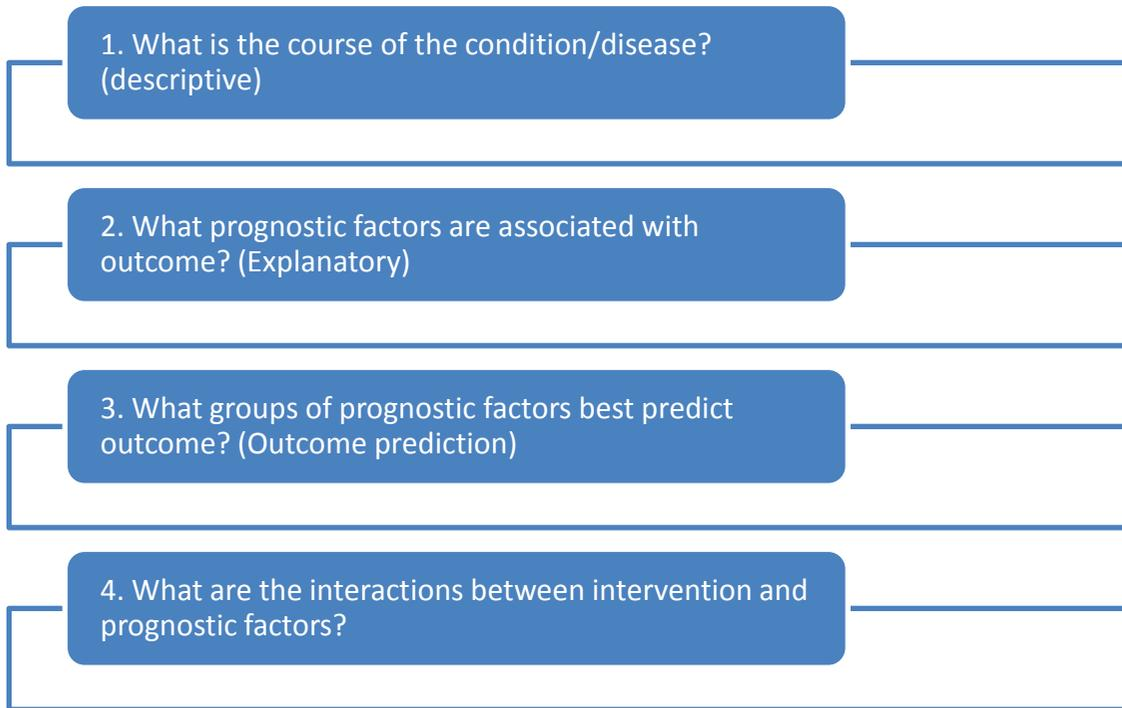 1. What is the course of the condition/disease?
(descriptive)
2. What prognostic factors are associated with
outcome? (Explanatory)
3. What groups of prognostic factors best predict
outcome? (Outcome prediction)
4. What are the interactions between intervention and
prognostic factors?